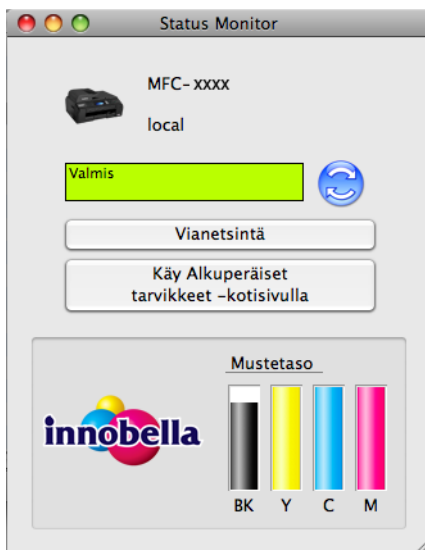 Status Monitor
MFC- xxxx
local
Valmis
Vianetsintä
Käy Alkuperäiset
tarvikkeet -kotisivulla
Mustetaso
innobella
BK Y C M